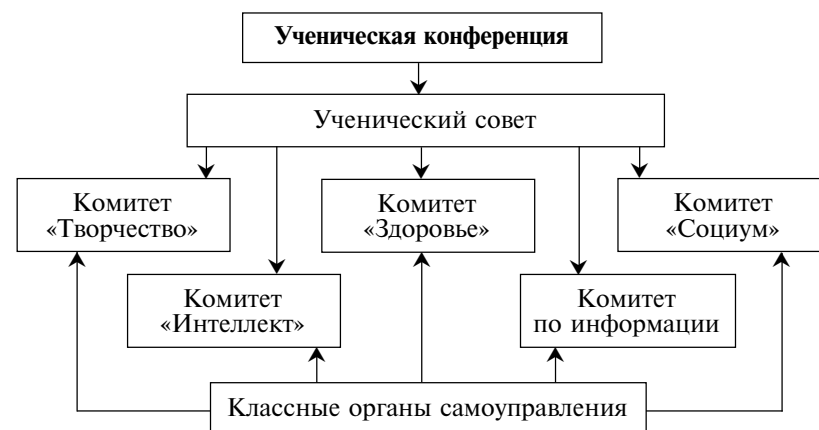 Ученическая конференция
Ученический совет
Комитет
«Творчество»
Комитет
«Здоровье»
Комитет
«Социум»
Комитет
«Интеллект»
Комитет
по информации
Классные органы самоуправления